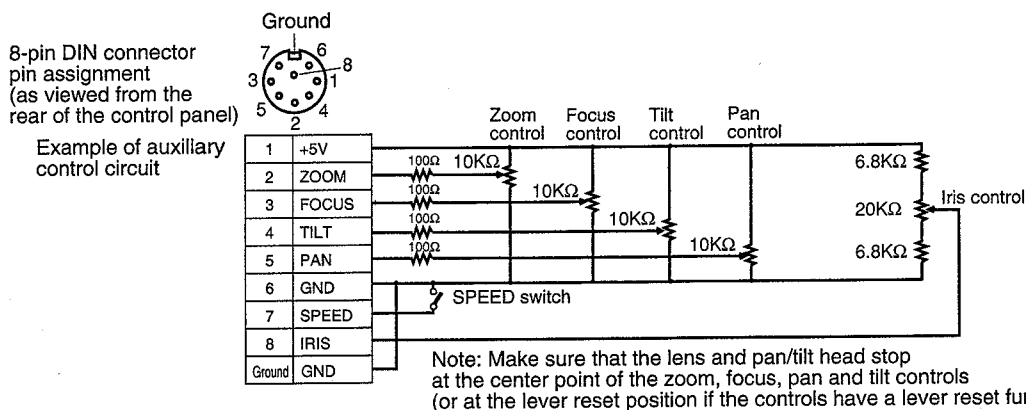 Ground
8-pin DIN connector
pin assignment
(as viewed from the
rear of the control panel)
7 6
8
3 1
5 4
2
Example of auxiliary
control circuit
Zoom control
Focus control
Tilt control
Pan control
1 +5V
2 ZOOM 100Ω 10KΩ
3 FOCUS 100Ω 10KΩ
4 TILT 100Ω 10KΩ
5 PAN 100Ω 10KΩ
6 GND
7 SPEED
8 IRIS
Ground GND
SPEED switch
6.8KΩ
20KΩ
Iris control
6.8KΩ
Note: Make sure that the lens and pan/tilt head stop
at the center point of the zoom, focus, pan and tilt controls
(or at the lever reset position if the controls have a lever reset